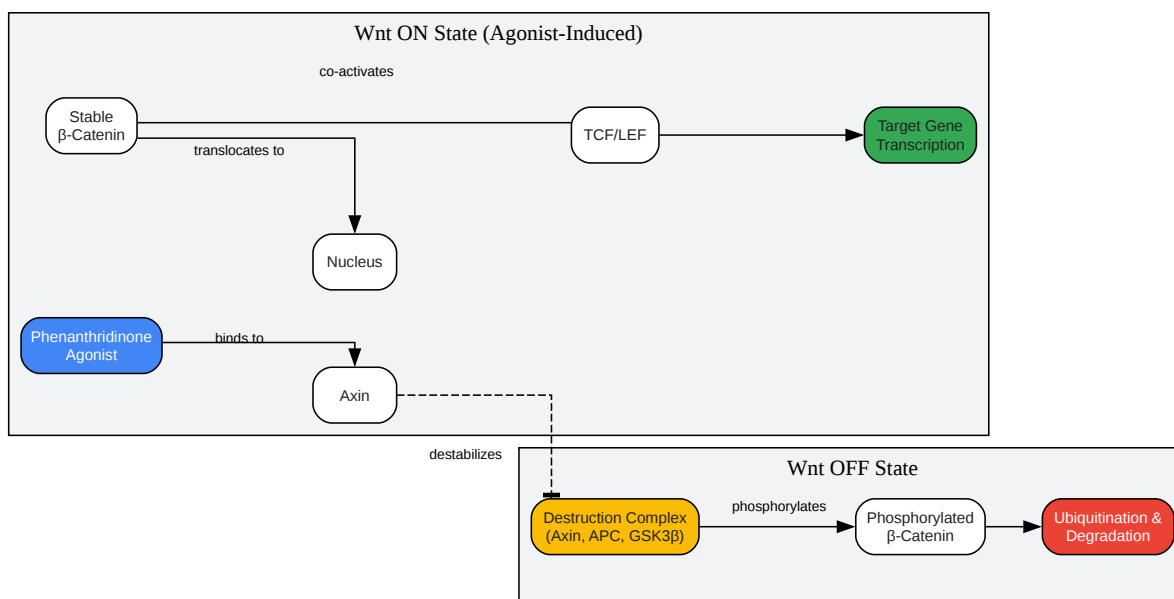 Wnt ON State (Agonist-Induced)
co-activates
Stable
β-Catenin
translocates to
TCF/LEF
Target Gene
Transcription
Nucleus
Phenanthridinone
Agonist
binds to
Axin
destabilizes
Wnt OFF State
Destruction Complex
(Axin, APC, GSK3β)
phosphorylates
Phosphorylated
β-Catenin
Ubiquitination &
Degradation